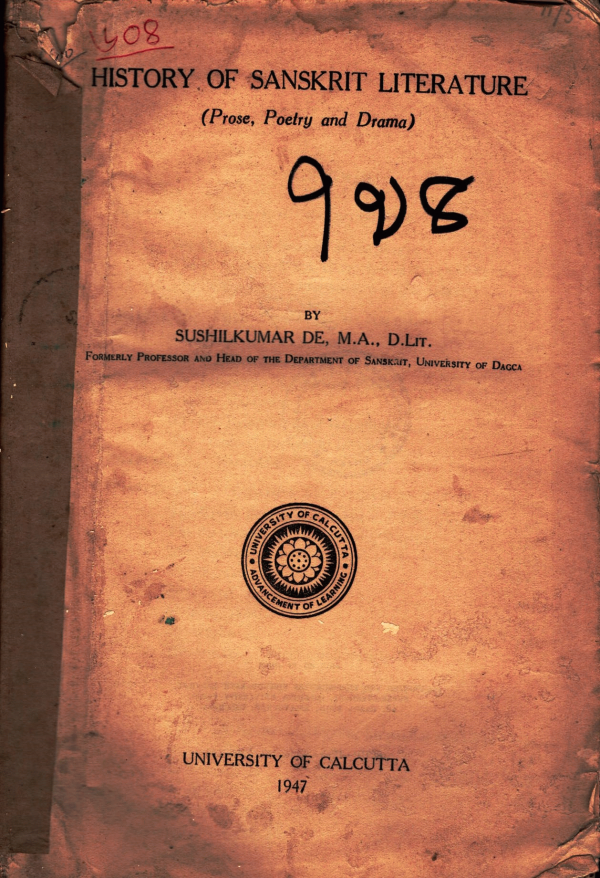 HISTORY OF SANSKRIT LITERATURE
(Prose, Poetry and Drama)
BY
SUSHILKUMAR DE, M.A., D.LIT.
FORMERLY PROFESSOR AND HEAD OF THE DEPARTMENT OF SANSKRIT, UNIVERSITY OF DACCA
UNIVERSITY OF CALCUTTA
ADVANCEMENT OF LEARNING
UNIVERSITY OF CALCUTTA
1947